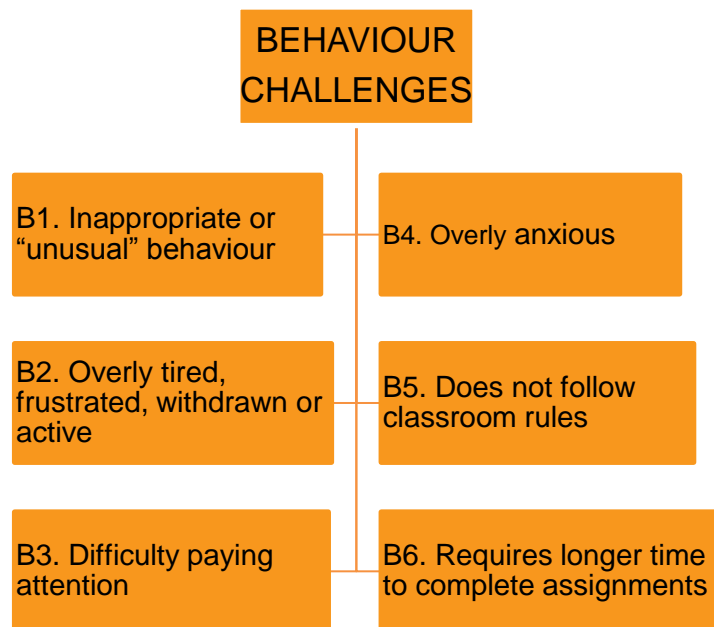 BEHAVIOUR
CHALLENGES
B1. Inappropriate or
“unusual” behaviour
B2. Overly tired,
frustrated, withdrawn or
active
B3. Difficulty paying
attention
B4. Overly anxious
B5. Does not follow
classroom rules
B6. Requires longer time
to complete assignments